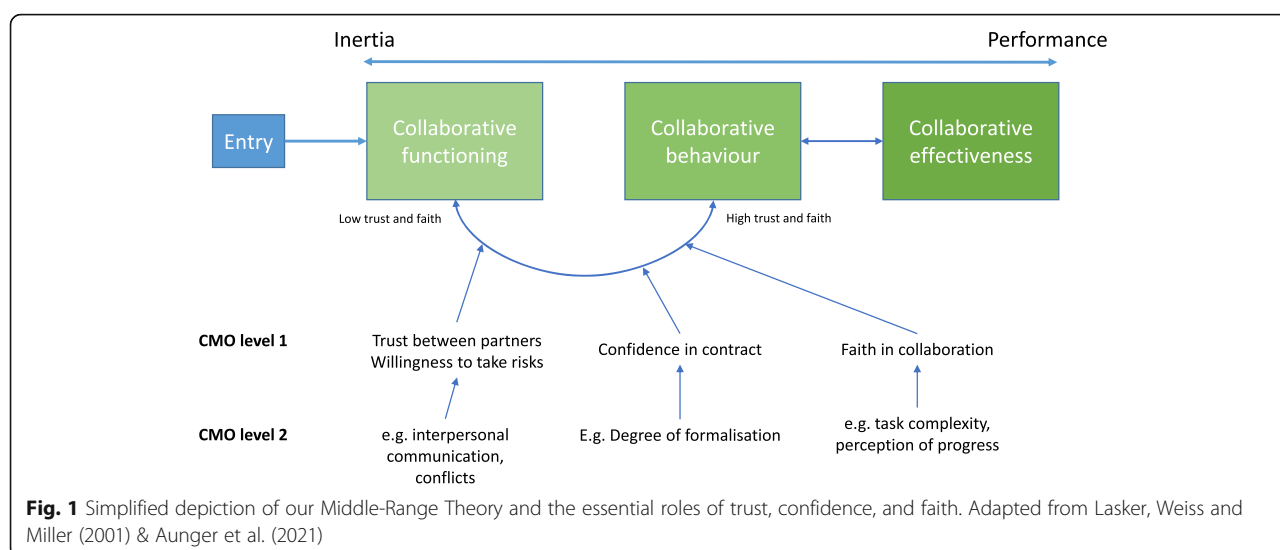 Inertia
Performance
Entry
Collaborative
functioning
Collaborative
behaviour
Collaborative
effectiveness
Low trust and faith
High trust and faith
CMO level 1
Trust between partners
Willingness to take risks
Confidence in contract
Faith in collaboration
CMO level 2
e.g. interpersonal
communication,
conflicts
E.g. Degree of formalisation
e.g. task complexity,
perception of progress
Fig. 1 Simplified depiction of our Middle-Range Theory and the essential roles of trust, confidence, and faith. Adapted from Lasker, Weiss and
Miller (2001) & Aunger et al. (2021)